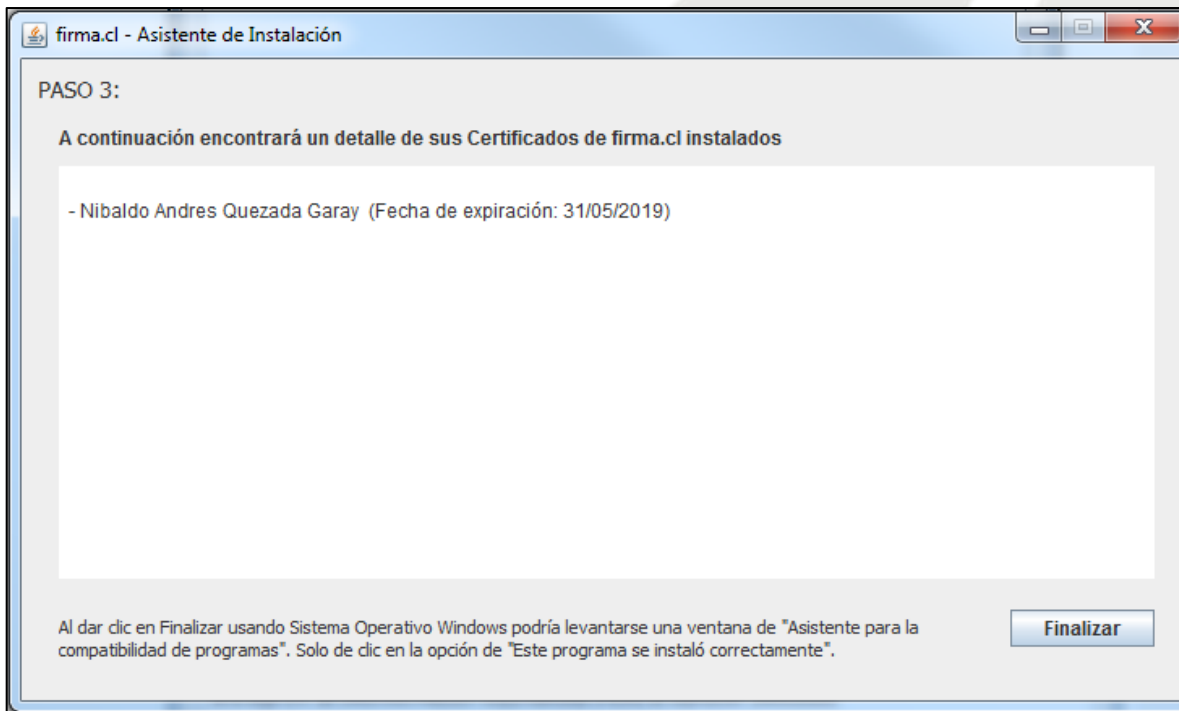 firma.cl - Asistente de Instalación
PASO 3:
A continuación encontrará un detalle de sus Certificados de firma.cl instalados
- Nibaldo Andres Quezada Garay (Fecha de expiración: 31/05/2019)
Al dar clic en Finalizar usando Sistema Operativo Windows podría levantarse una ventana de "Asistente para la
compatibilidad de programas". Solo de clic en la opción de "Este programa se instaló correctamente".
Finalizar